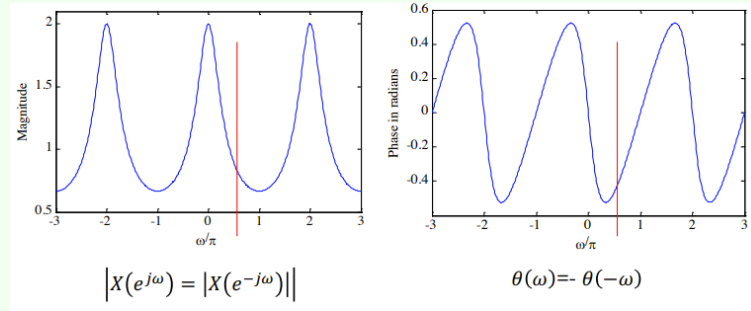 2
1.5
1
0.5
Magnitude
-3 -2 -1 0 1 2 3
ω/π
|X(e^{jω}) = |X(e^{-jω})||
0.6
0.4
0.2
0
-0.2
-0.4
Phase in radians
-3 -2 -1 0 1 2 3
ω/π
θ(ω)=- θ(-ω)